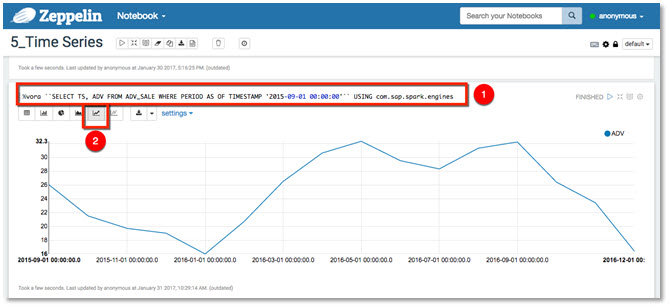 Zeppelin Notebook Search your Notebooks anonymous
5_Time Series default
Took a few seconds. Last updated by anonymous at January 30 2017, 3:16:25 PM. (outdated)
%vora ``SELECT TS, ADV FROM ADV_SALE WHERE PERIOD AS OF TIMESTAMP '2015-09-01 00:00:00'`` USING com.sap.spark.engines FINISHED
1
settings
2
ADV
32.3
30
28
26
24
22
20
18
16
2015-09-01 00:00:00.0 2015-11-01 00:00:00.0 2016-01-01 00:00:00.0 2016-03-01 00:00:00.0 2016-05-01 00:00:00.0 2016-07-01 00:00:00.0 2016-09-01 00:00:00.0 2016-12-01 00:00:00.0
Took a few seconds. Last updated by anonymous at January 31 2017, 10:29:14 AM. (outdated)